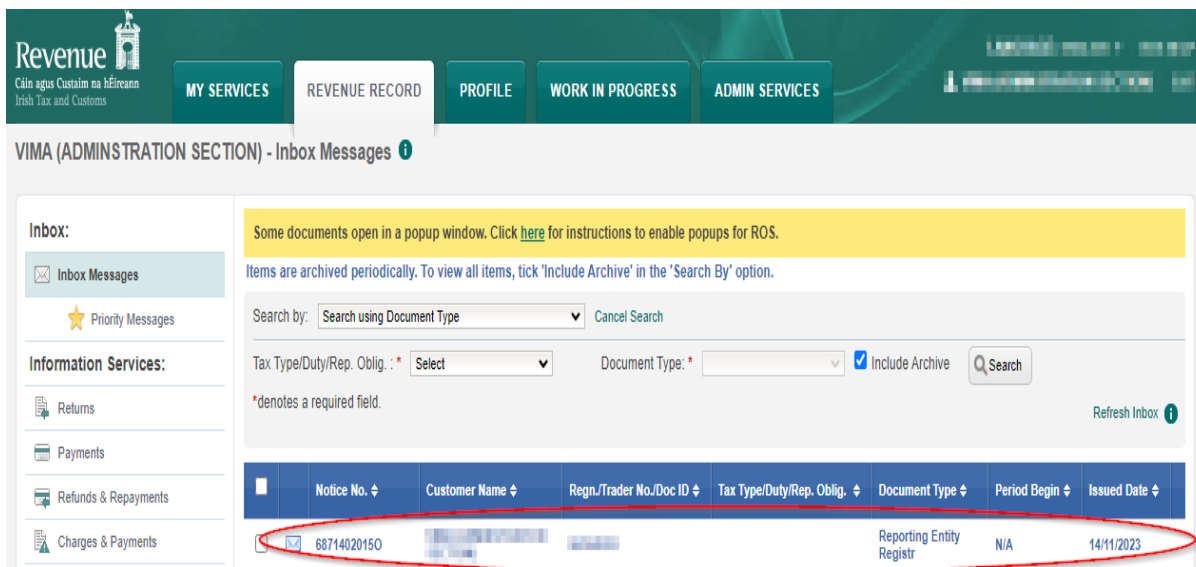 Revenue
Cáin agus Custaim na hÉireann
Irish Tax and Customs
MY SERVICES
REVENUE RECORD
PROFILE
WORK IN PROGRESS
ADMIN SERVICES
VIMA (ADMINSTRATION SECTION) - Inbox Messages i
Inbox:
Inbox Messages
Priority Messages
Information Services:
Returns
Payments
Refunds & Repayments
Charges & Payments
Some documents open in a popup window. Click here for instructions to enable popups for ROS.
Items are archived periodically. To view all items, tick 'Include Archive' in the 'Search By' option.
Search by: Search using Document Type Cancel Search
Tax Type/Duty/Rep. Oblig. : * Select Document Type: * Include Archive Search
*denotes a required field.
Refresh Inbox i
Notice No. Customer Name Regn./Trader No./Doc ID Tax Type/Duty/Rep. Oblig. Document Type Period Begin Issued Date
6871402015O Reporting Entity Registr N/A 14/11/2023